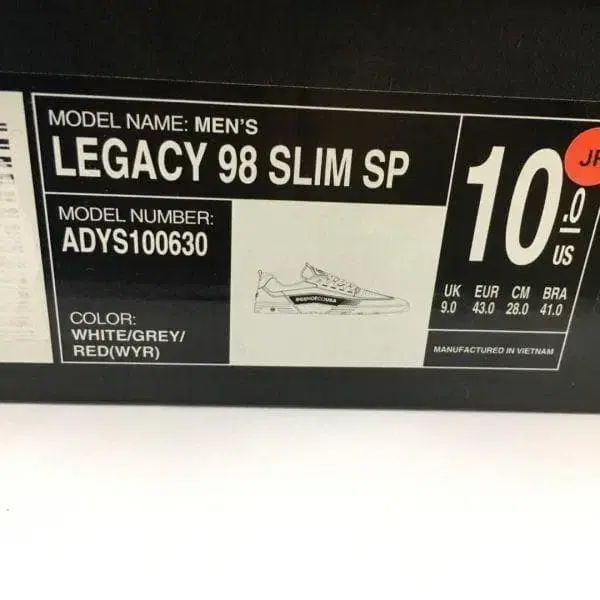 MODEL NAME: MEN'S
LEGACY 98 SLIM SP
MODEL NUMBER:
ADYS100630
COLOR:
WHITE/GREY/
RED(WYR)
10.0
US
UK EUR CM BRA
9.0 43.0 28.0 41.0
MANUFACTURED IN VIETNAM